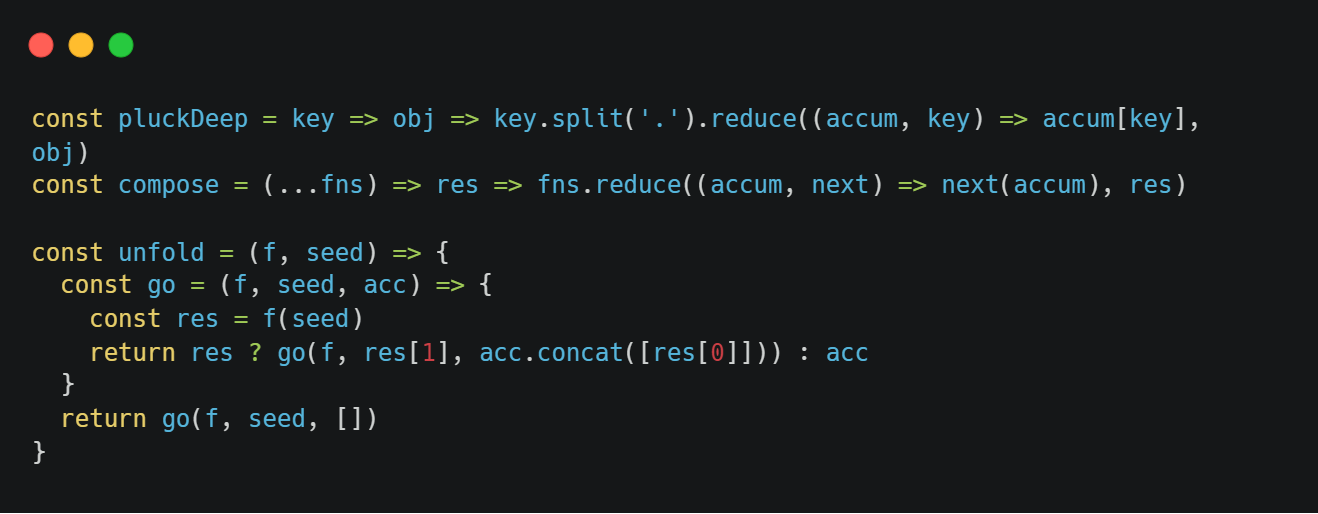 const pluckDeep = key => obj => key.split('.').reduce((accum, key) => accum[key],
obj)
const compose = (...fns) => res => fns.reduce((accum, next) => next(accum), res)

const unfold = (f, seed) => {
  const go = (f, seed, acc) => {
    const res = f(seed)
    return res ? go(f, res[1], acc.concat([res[0]])) : acc
  }
  return go(f, seed, [])
}